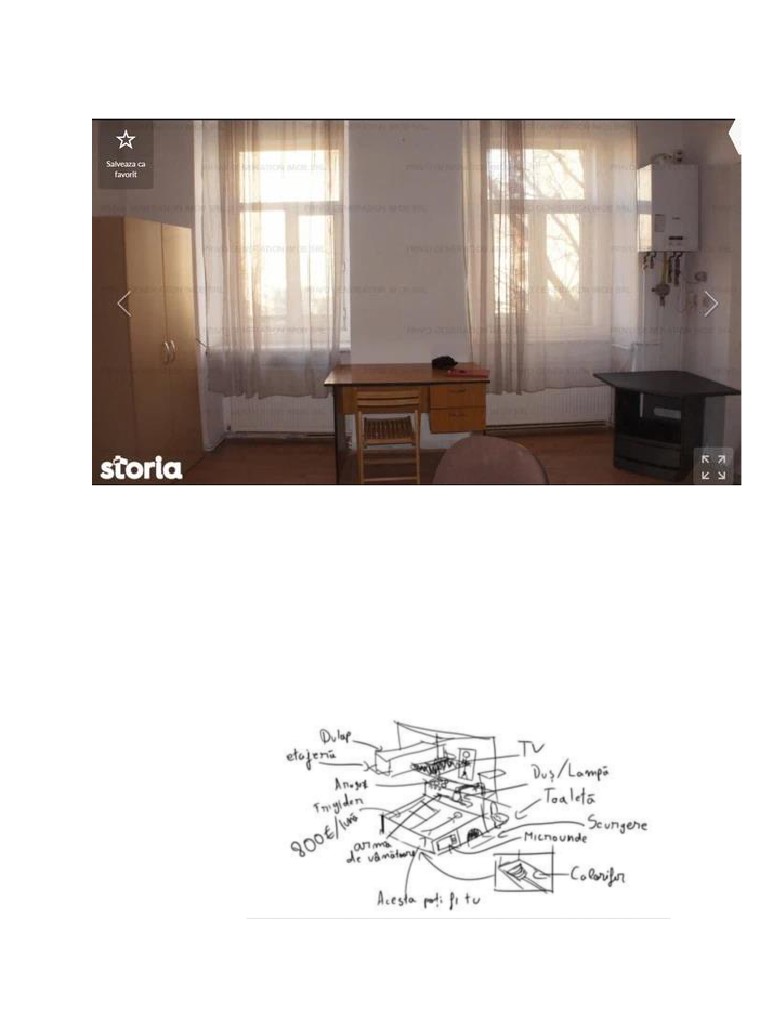 Salveaza ca
favorit
storia
Dulap
etajeră
TV
Duș/Lampă
Aragaz
Frigider
Toaletă
800€/lună
Scurgere
Microunde
armă
de vânătoare
Calorifer
Acesta poți fi tu